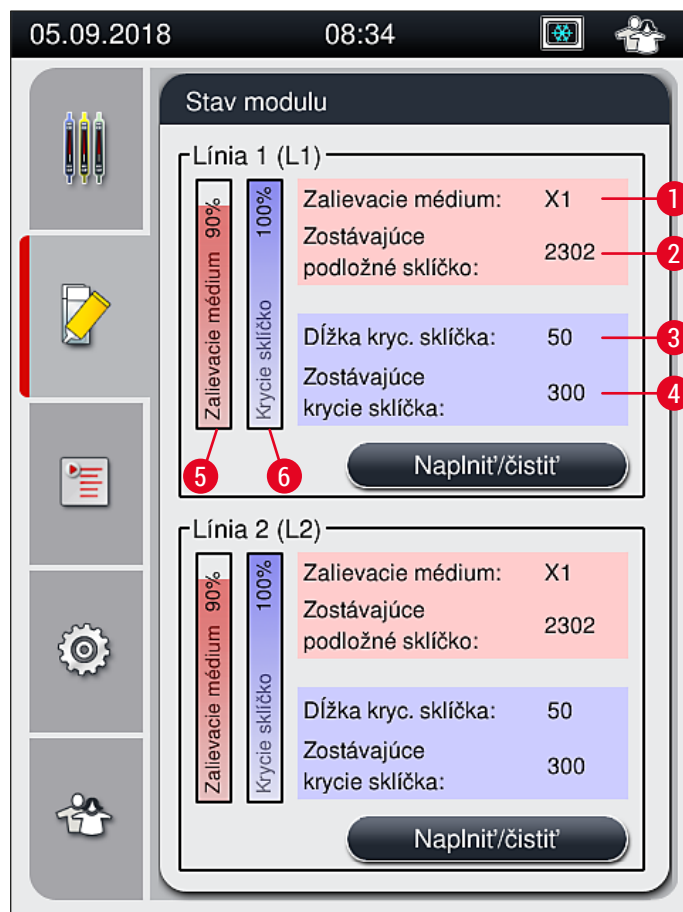 05.09.2018 08:34
Stav modulu
Línia 1 (L1)
Zalievacie médium 90%
Krycie sklíčko 100%
Zalievacie médium: X1
Zostávajúce
podložné sklíčko: 2302
Dĺžka kryc. sklíčka: 50
Zostávajúce
krycie sklíčka: 300
1
2
3
4
5
6
Naplniť/čistiť
Línia 2 (L2)
Zalievacie médium 90%
Krycie sklíčko 100%
Zalievacie médium: X1
Zostávajúce
podložné sklíčko: 2302
Dĺžka kryc. sklíčka: 50
Zostávajúce
krycie sklíčka: 300
Naplniť/čistiť